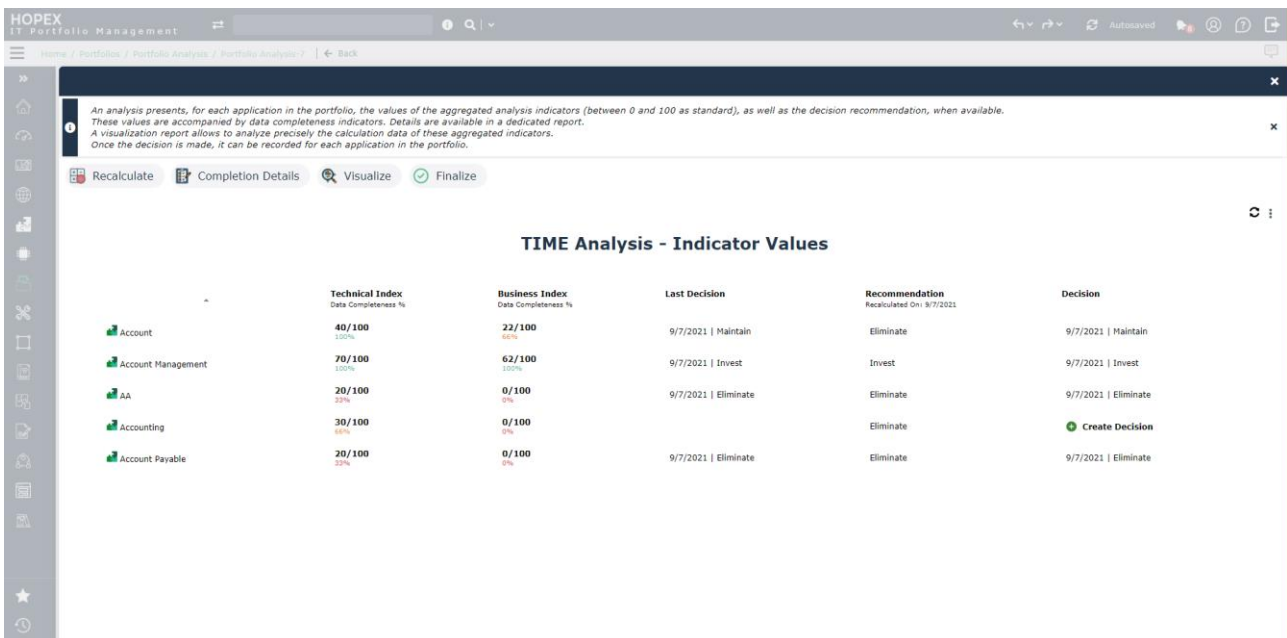 HOPEX
IT Portfolio Management
Autosaved
Home / Portfolios / Portfolio Analysis / Portfolio Analysis-7 | ← Back
An analysis presents, for each application in the portfolio, the values of the aggregated analysis indicators (between 0 and 100 as standard), as well as the decision recommendation, when available.
These values are accompanied by data completeness indicators. Details are available in a dedicated report.
A visualization report allows to analyze precisely the calculation data of these aggregated indicators.
Once the decision is made, it can be recorded for each application in the portfolio.
Recalculate Completion Details Visualize Finalize
TIME Analysis - Indicator Values
Technical Index Business Index Last Decision Recommendation Decision
Data Completeness % Data Completeness % Recalculated On: 9/7/2021
Account 40/100 22/100 9/7/2021 | Maintain Eliminate 9/7/2021 | Maintain
100% 66%
Account Management 70/100 62/100 9/7/2021 | Invest Invest 9/7/2021 | Invest
100% 100%
AA 20/100 0/100 9/7/2021 | Eliminate Eliminate 9/7/2021 | Eliminate
33% 0%
Accounting 30/100 0/100 Eliminate Create Decision
66% 0%
Account Payable 20/100 0/100 9/7/2021 | Eliminate Eliminate 9/7/2021 | Eliminate
33% 0%